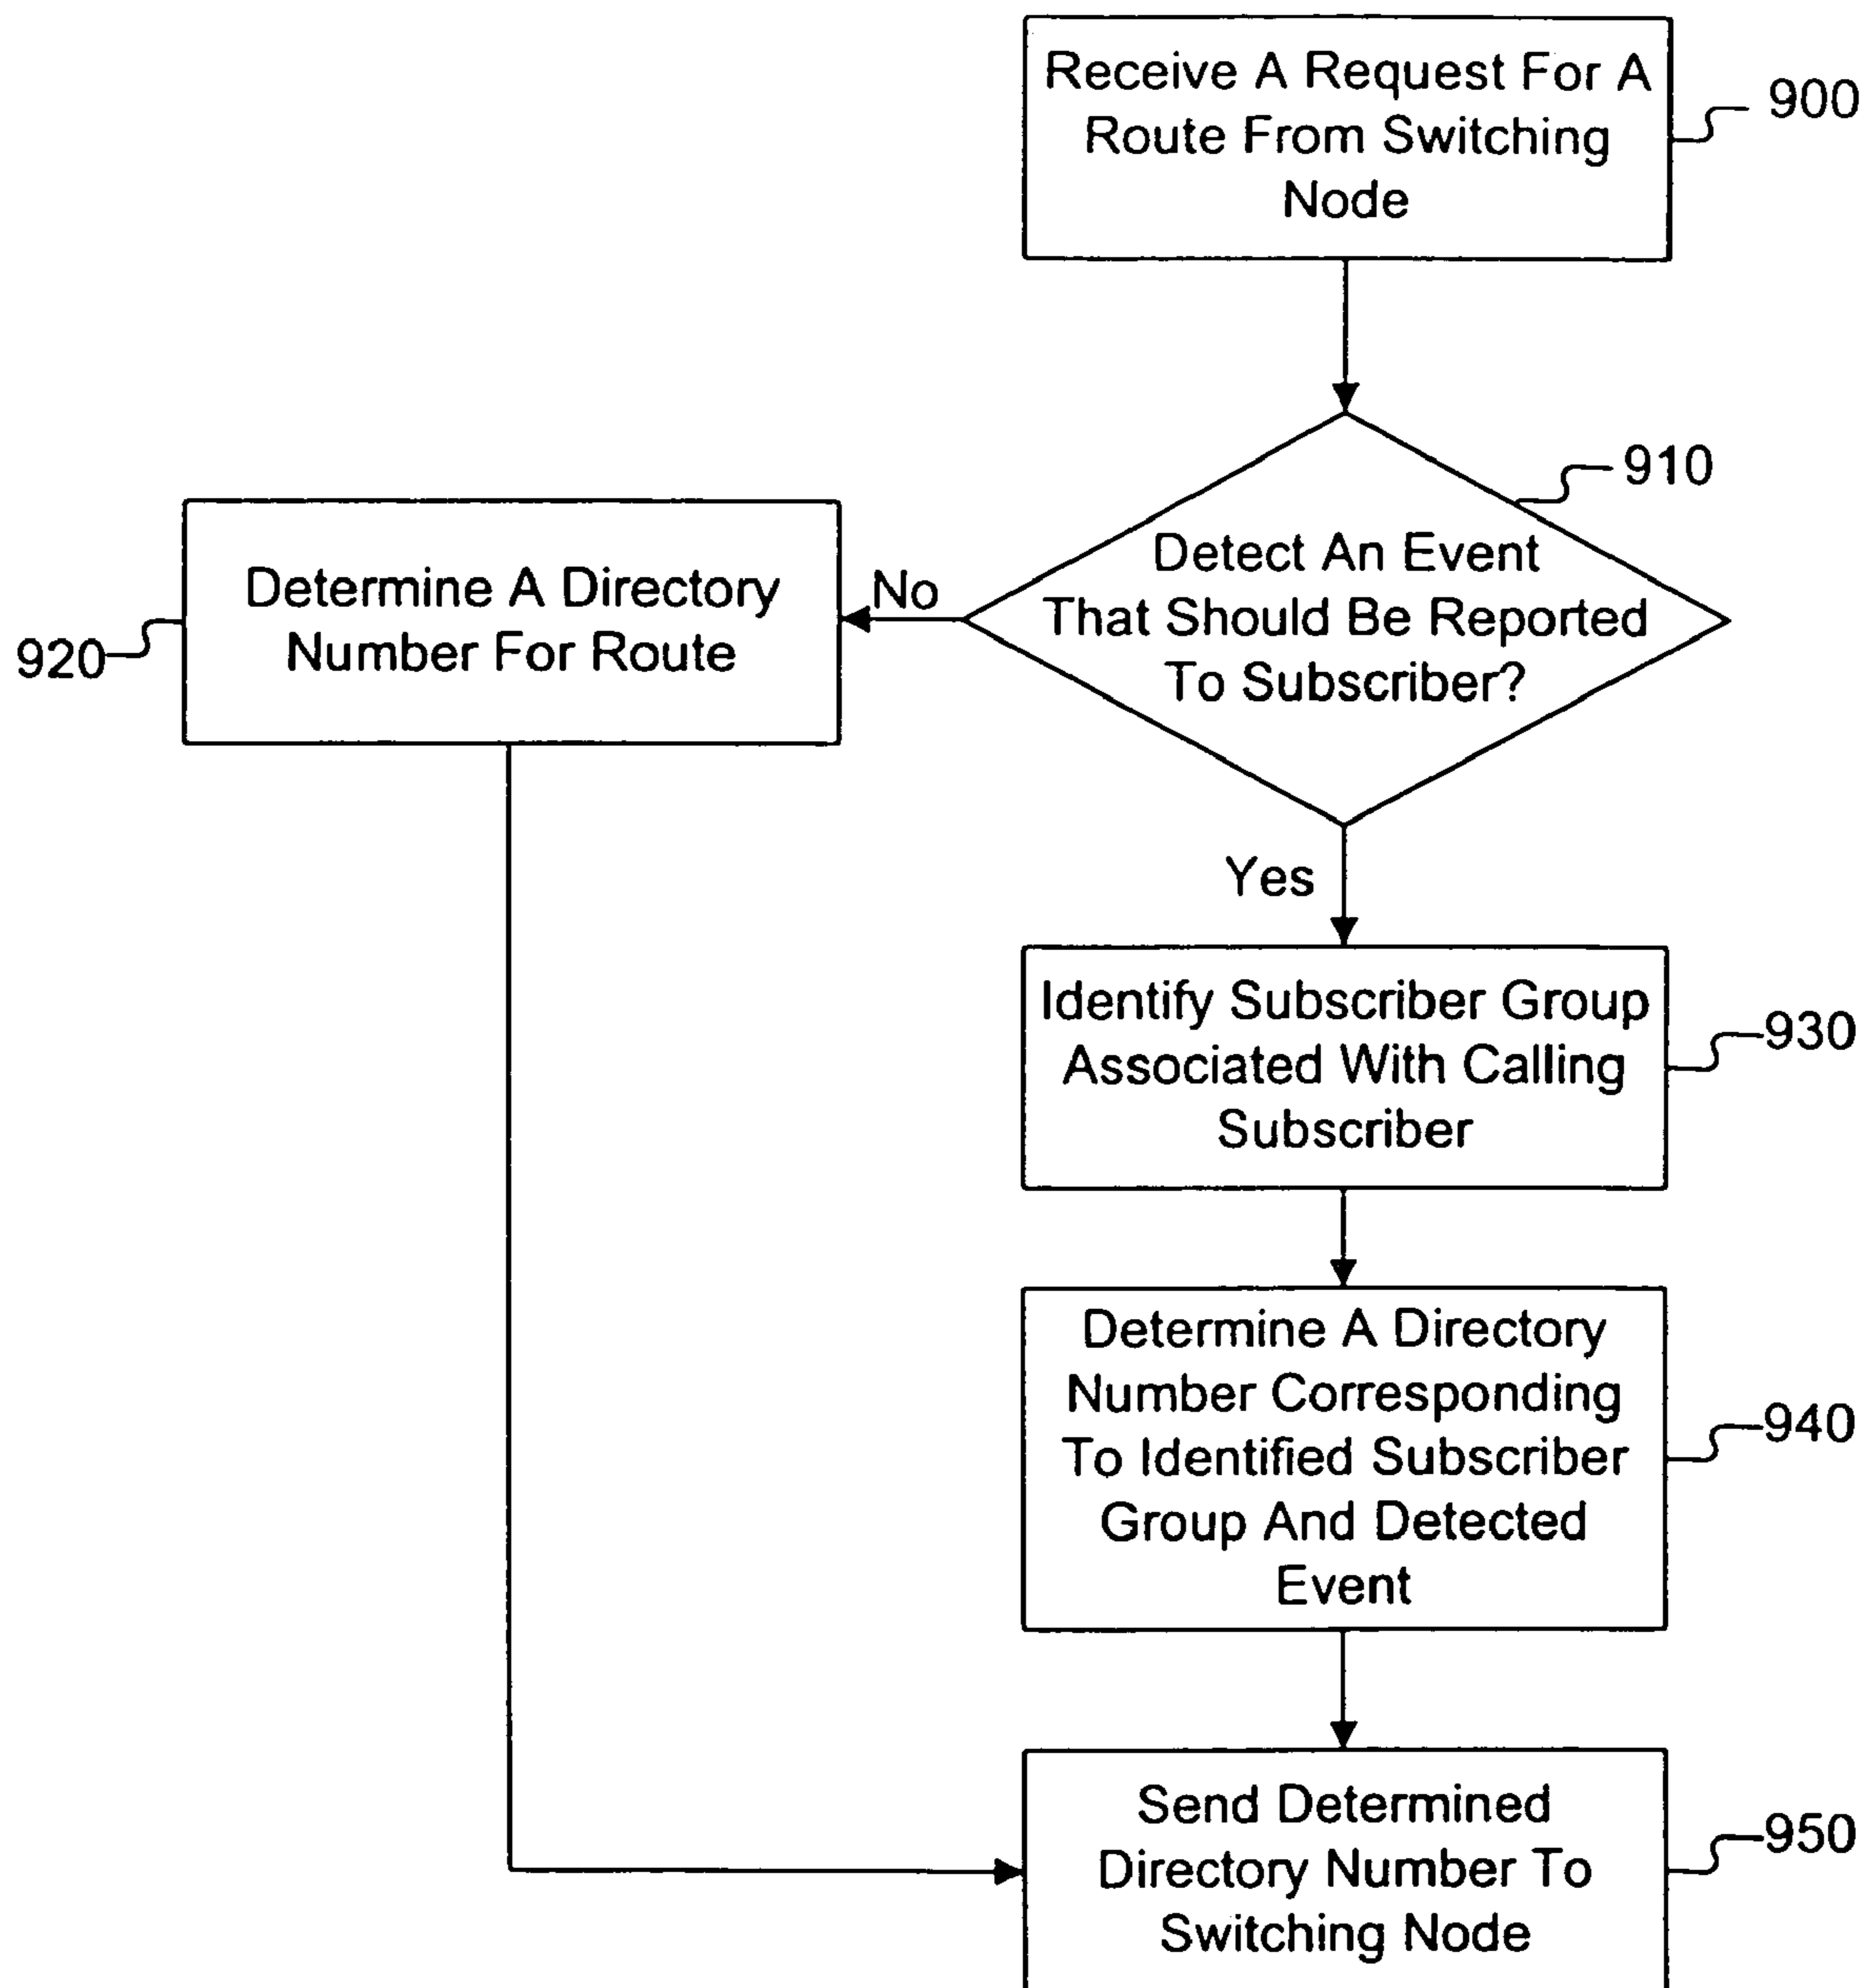 Receive A Request For A
Route From Switching
Node
900
910
Detect An Event
That Should Be Reported
To Subscriber?
No
Determine A Directory
Number For Route
920
Yes
Identify Subscriber Group
Associated With Calling
Subscriber
930
Determine A Directory
Number Corresponding
To Identified Subscriber
Group And Detected
Event
940
Send Determined
Directory Number To
Switching Node
950